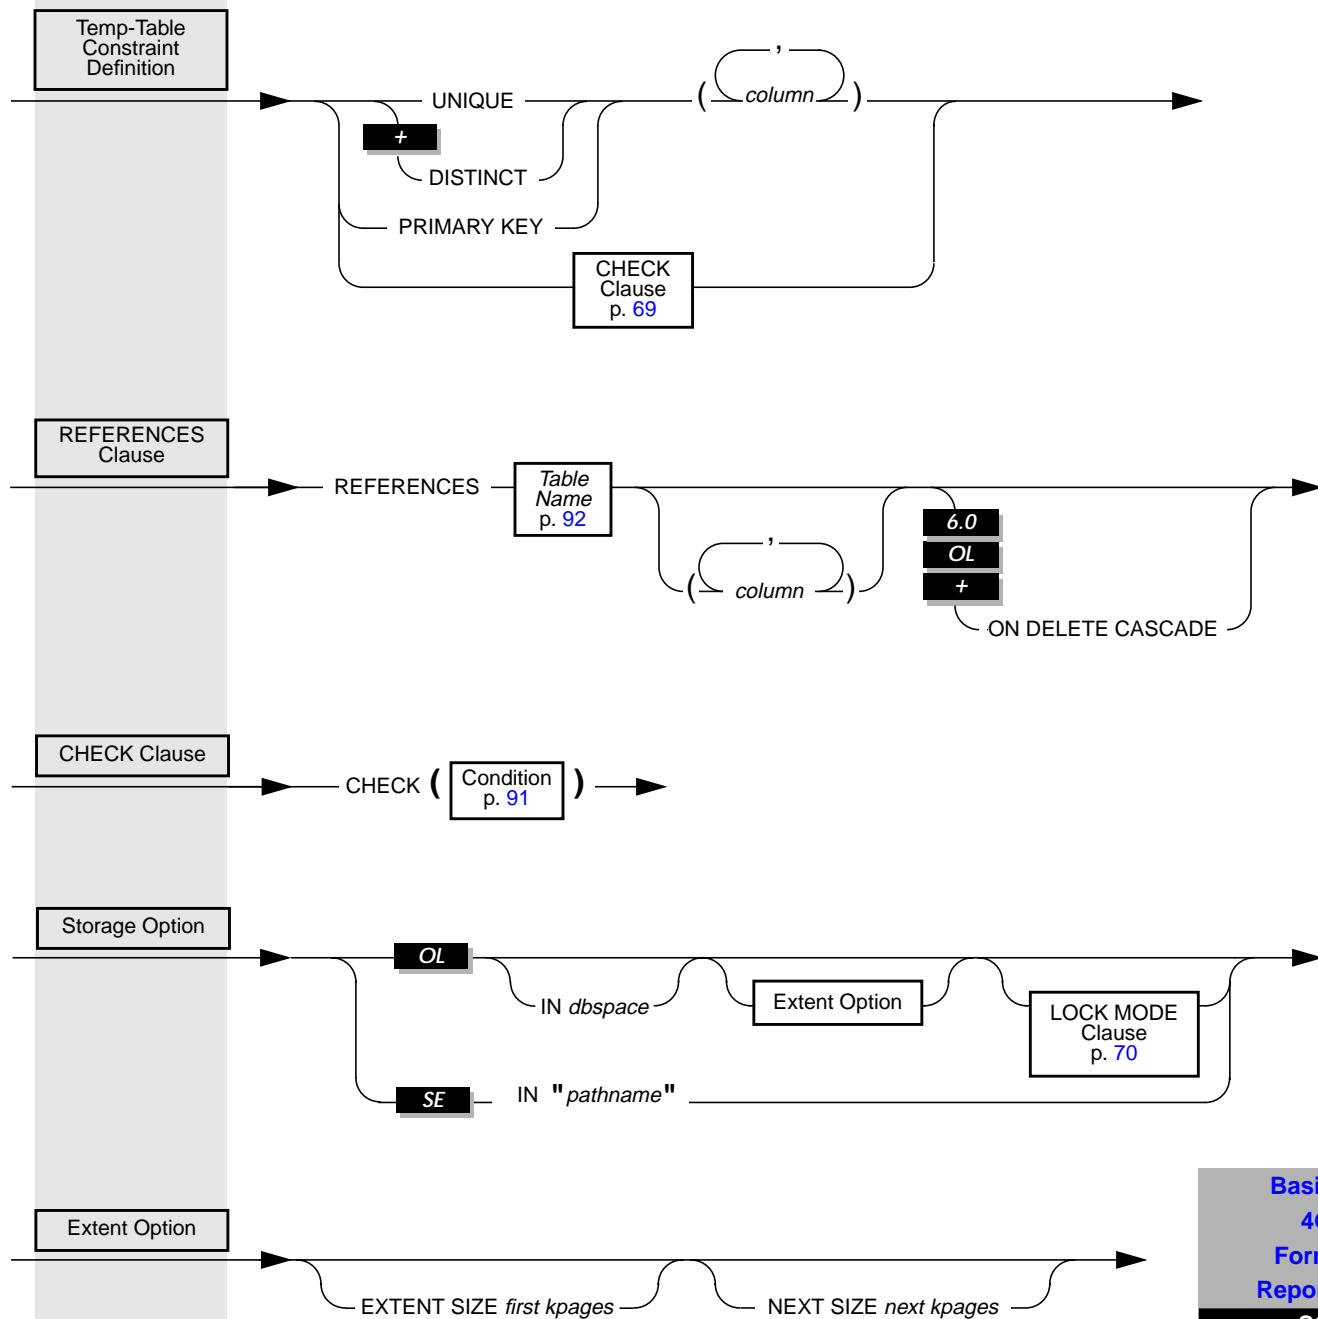 Temp-Table
Constraint
Definition
UNIQUE
( column , )
+
DISTINCT
PRIMARY KEY
CHECK
Clause
p. 69
REFERENCES
Clause
REFERENCES
Table
Name
p. 92
( column , )
6.0
OL
+
ON DELETE CASCADE
CHECK Clause
CHECK (
Condition
p. 91
)
Storage Option
OL
IN dbspace
Extent Option
LOCK MODE
Clause
p. 70
SE
IN "pathname"
Extent Option
EXTENT SIZE first kpages
NEXT SIZE next kpages